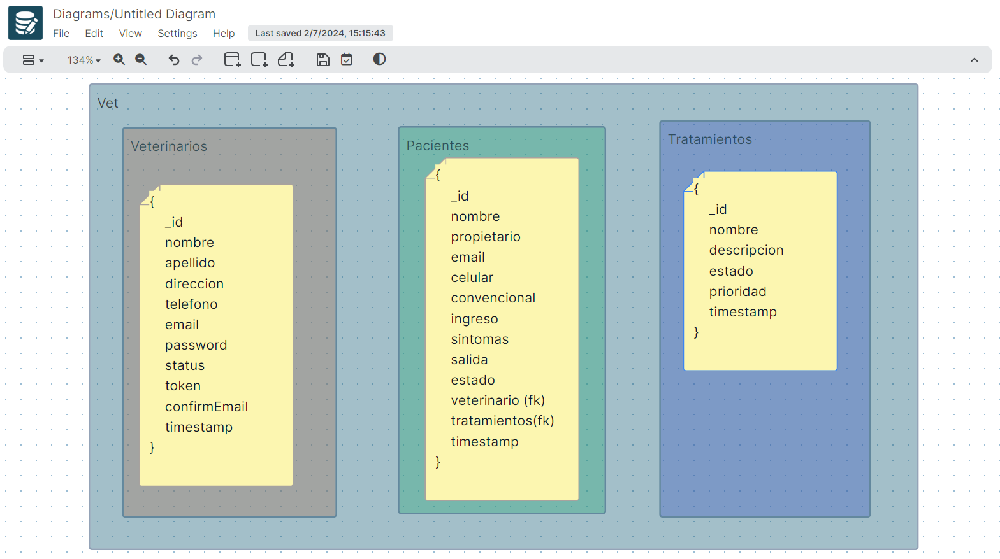 Diagrams/Untitled Diagram
File Edit View Settings Help Last saved 2/7/2024, 15:15:43
134%
Vet
Veterinarios
{
_id
nombre
apellido
direccion
telefono
email
password
status
token
confirmEmail
timestamp
}
Pacientes
{
_id
nombre
propietario
email
celular
convencional
ingreso
sintomas
salida
estado
veterinario (fk)
tratamientos(fk)
timestamp
}
Tratamientos
{
_id
nombre
descripcion
estado
prioridad
timestamp
}